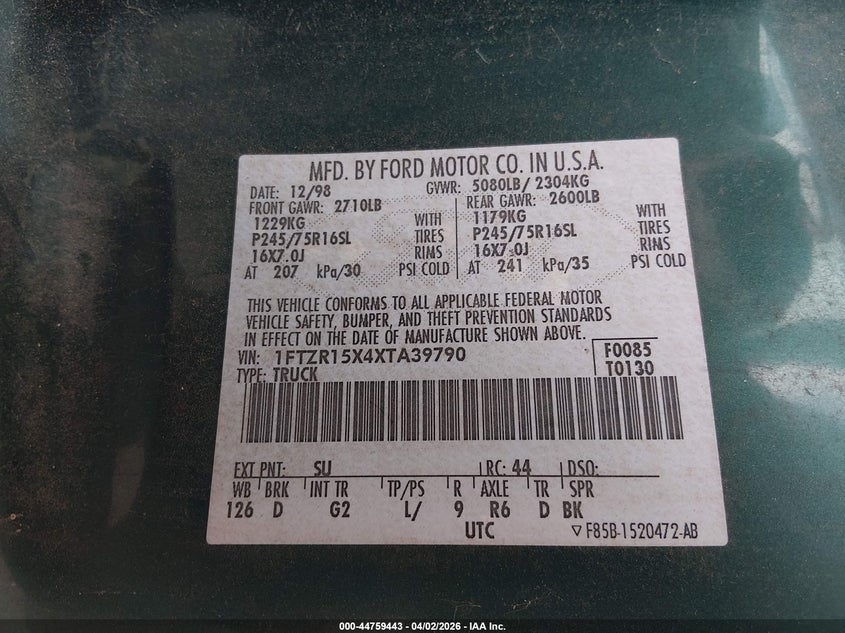 MFD. BY FORD MOTOR CO. IN U.S.A.
DATE: 12/98 GVWR: 5080LB/ 2304KG
FRONT GAWR: 2710LB REAR GAWR: 2600LB
1229KG WITH 1179KG WITH
P245/75R16SL TIRES P245/75R16SL TIRES
16X7.0J RIMS 16X7.0J RIMS
AT 207 kPa/30 PSI COLD AT 241 kPa/35 PSI COLD
THIS VEHICLE CONFORMS TO ALL APPLICABLE FEDERAL MOTOR
VEHICLE SAFETY, BUMPER, AND THEFT PREVENTION STANDARDS
IN EFFECT ON THE DATE OF MANUFACTURE SHOWN ABOVE.
VIN: 1FTZR15X4XTA39790 F0085
TYPE: TRUCK T0130
EXT PNT: SU RC: 44 DSO:
WB BRK INT TR TP/PS R AXLE TR SPR
126 D G2 L/ 9 R6 D BK
UTC ▽ F85B-1520472-AB
000-44759443 - 04/02/2026 - IAA Inc.